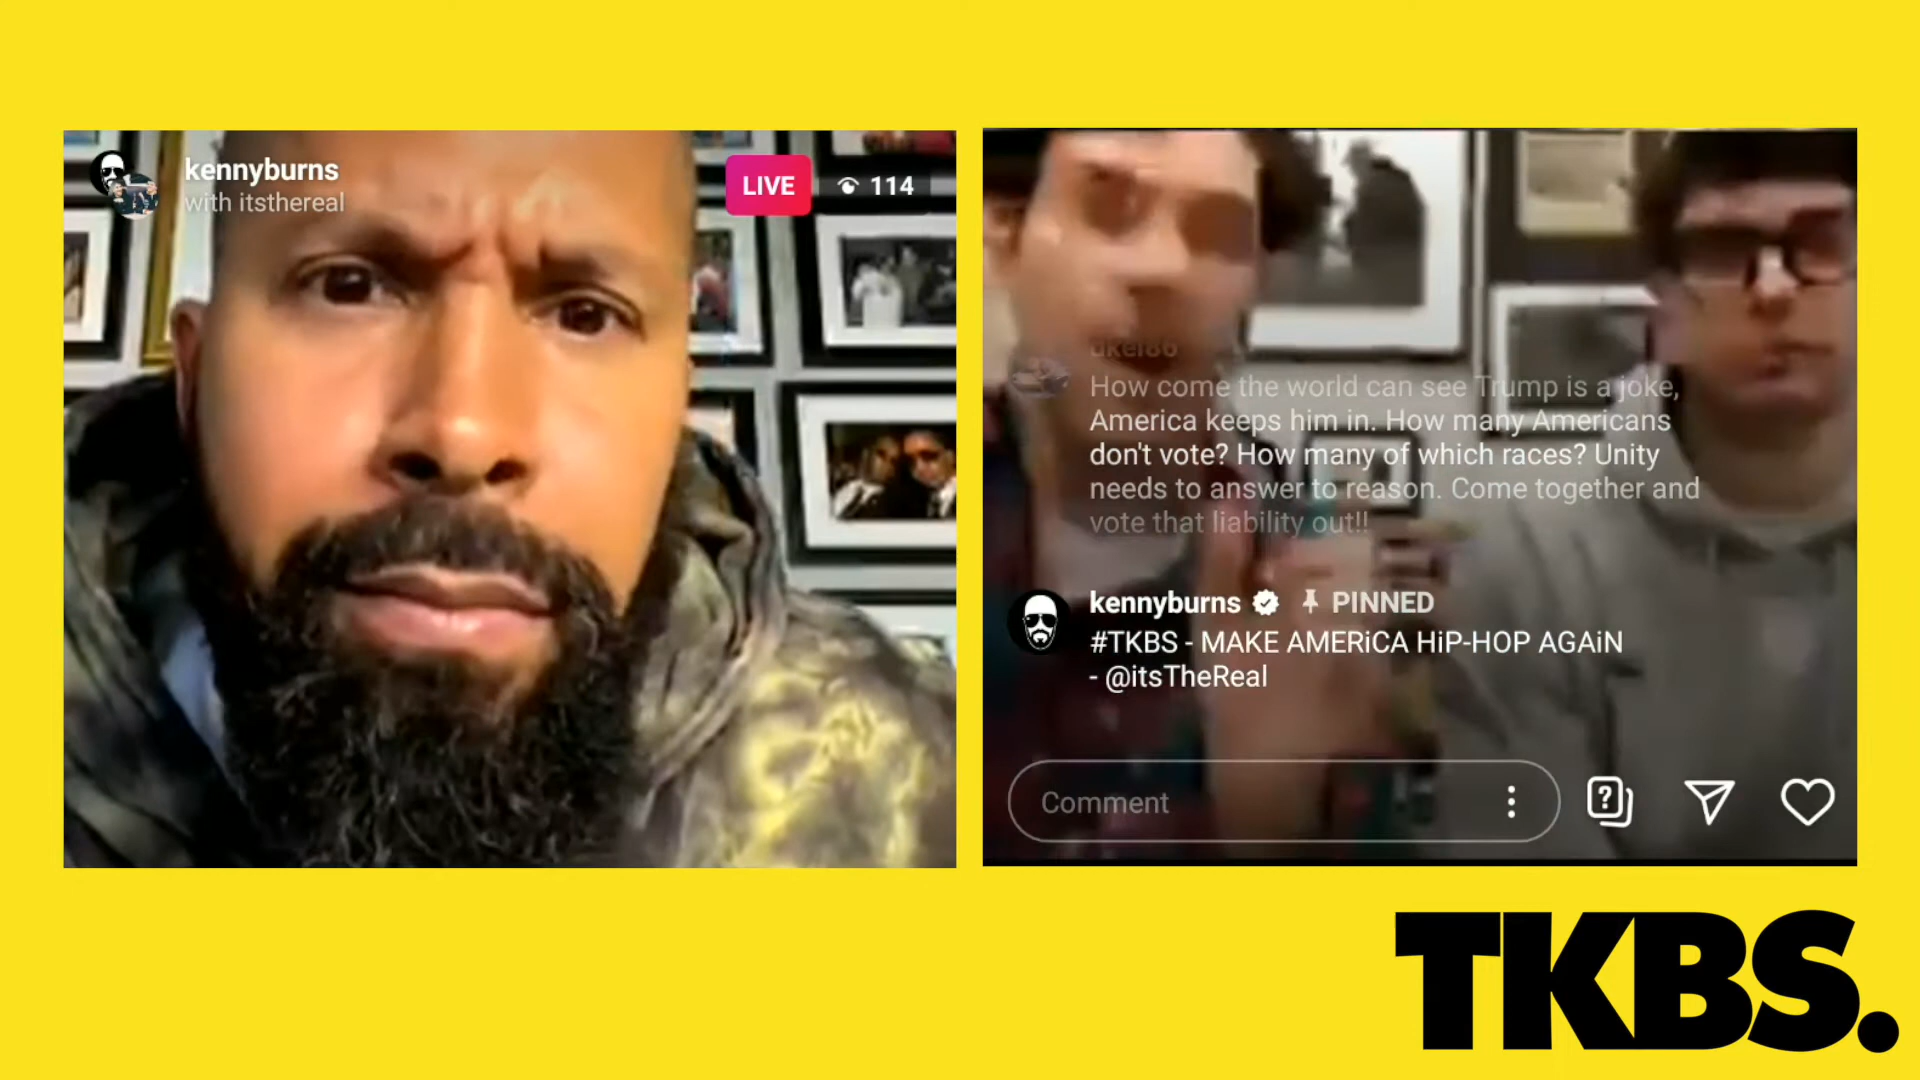 kennyburns
with itsthereal
LIVE
114
ukei86
How come the world can see Trump is a joke,
America keeps him in. How many Americans
don't vote? How many of which races? Unity
needs to answer to reason. Come together and
vote that liability out!!
kennyburns PINNED
#TKBS - MAKE AMERiCA HiP-HOP AGAiN
- @itsTheReal
Comment
TKBS.